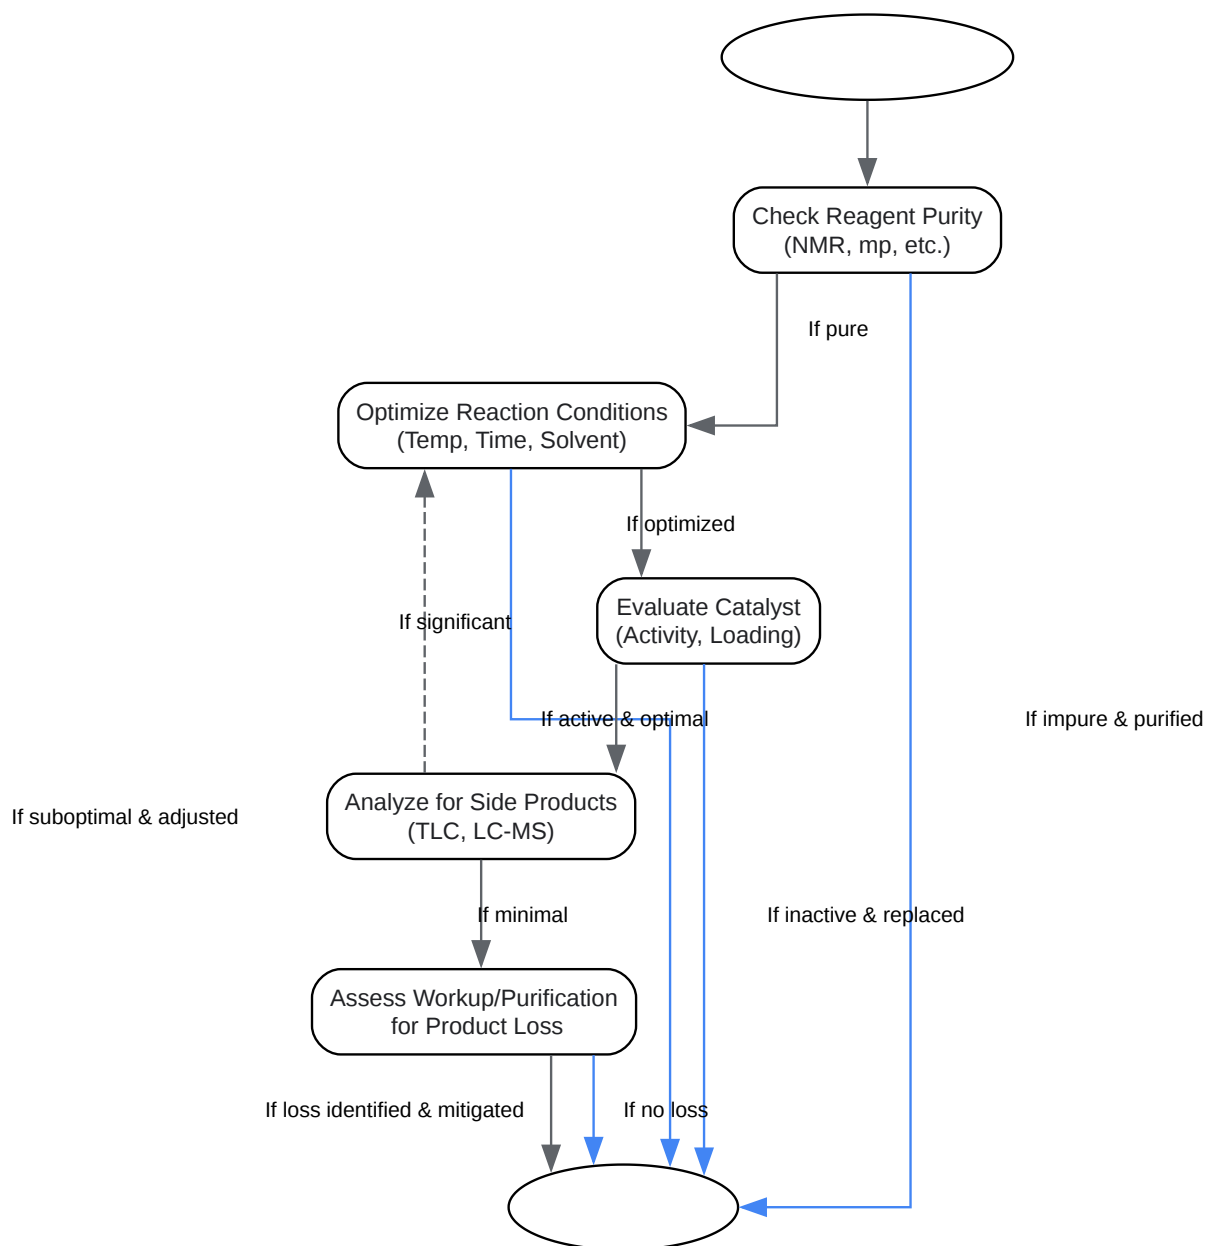 Check Reagent Purity
(NMR, mp, etc.)
If pure
Optimize Reaction Conditions
(Temp, Time, Solvent)
If optimized
Evaluate Catalyst
(Activity, Loading)
If significant
If active & optimal
If impure & purified
Analyze for Side Products
(TLC, LC-MS)
If suboptimal & adjusted
If minimal
If inactive & replaced
Assess Workup/Purification
for Product Loss
If loss identified & mitigated
If no loss